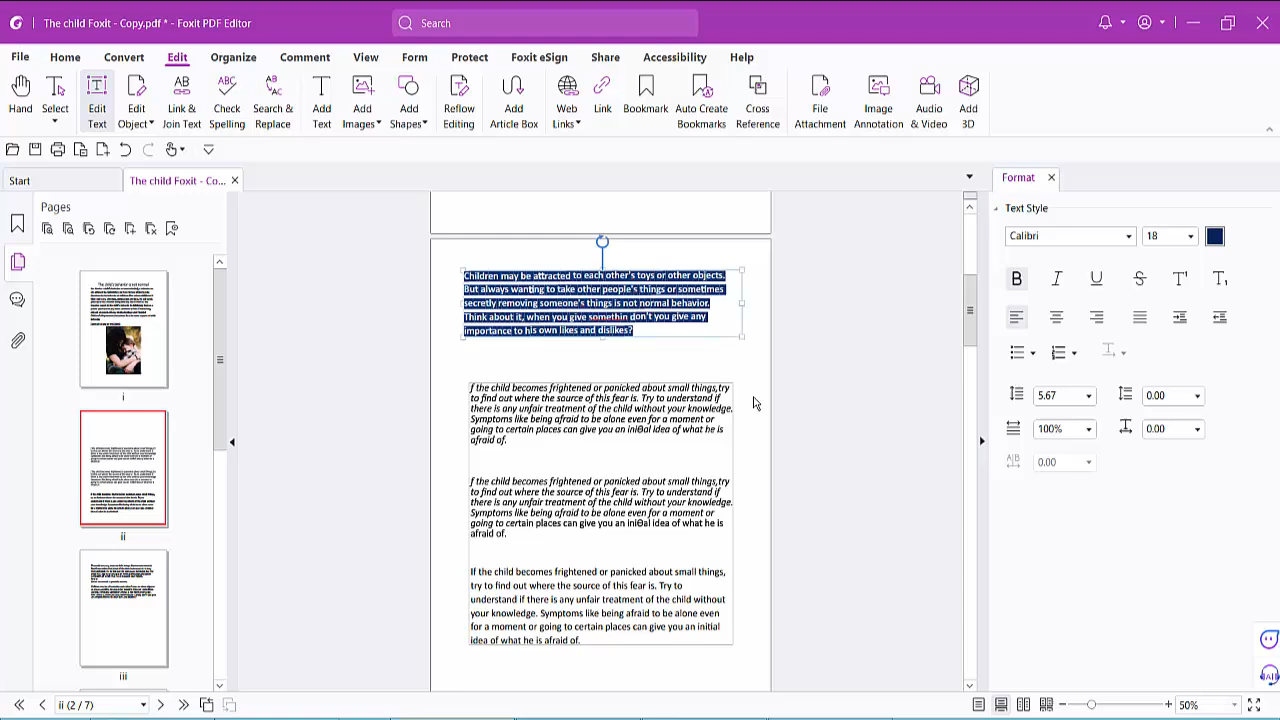 The child Foxit - Copy.pdf * - Foxit PDF Editor
Search
File Home Convert Edit Organize Comment View Form Protect Foxit eSign Share Accessibility Help
Hand
Select
Edit Text
Edit Object
Link & Join Text
Check Spelling
Search & Replace
Add Text
Add Images
Add Shapes
Reflow Editing
Add Article Box
Web Links
Link
Bookmark
Auto Create Bookmarks
Cross Reference
File Attachment
Image Annotation
Audio & Video
Add 3D
Start
The child Foxit - Co...
Pages
The child's behavior is not normal
i
ii
iii
Children may be attracted to each other's toys or other objects.
But always wanting to take other people's things or sometimes
secretly removing someone's things is not normal behavior.
Think about it, when you give somethin don't you give any
importance to his own likes and dislikes?
f the child becomes frightened or panicked about small things,try
to find out where the source of this fear is. Try to understand if
there is any unfair treatment of the child without your knowledge.
Symptoms like being afraid to be alone even for a moment or
going to certain places can give you an iniƟal idea of what he is
afraid of.
f the child becomes frightened or panicked about small things,try
to find out where the source of this fear is. Try to understand if
there is any unfair treatment of the child without your knowledge.
Symptoms like being afraid to be alone even for a moment or
going to certain places can give you an iniƟal idea of what he is
afraid of.
If the child becomes frightened or panicked about small things,
try to find out where the source of this fear is. Try to
understand if there is any unfair treatment of the child without
your knowledge. Symptoms like being afraid to be alone even
for a moment or going to certain places can give you an initial
idea of what he is afraid of.
Format
Text Style
Calibri
18
B I U S T T
5.67
0.00
100%
0.00
0.00
ii (2 / 7)
50%